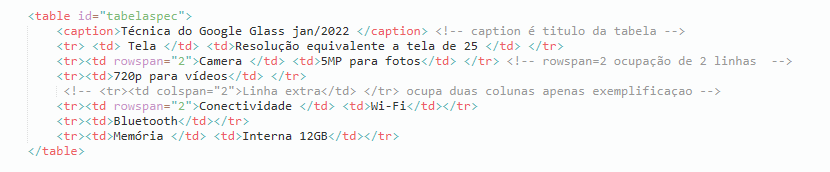 <table id="tabelaspec">
<caption>Técnica do Google Glass jan/2022 </caption> <!-- caption é titulo da tabela -->
<tr> <td> Tela </td> <td>Resolução equivalente a tela de 25 </td> </tr>
<tr><td rowspan="2">Camera </td> <td>5MP para fotos</td> </tr> <!-- rowspan=2 ocupação de 2 linhas  -->
<tr><td>720p para vídeos</td> </tr>
<!-- <tr><td colspan="2">Linha extra</td> </tr> ocupa duas colunas apenas exemplificaçao -->
<tr><td rowspan="2">Conectividade </td> <td>Wi-Fi</td></tr>
<tr><td>Bluetooth</td></tr>
<tr><td>Memória </td> <td>Interna 12GB</td></tr>
</table>